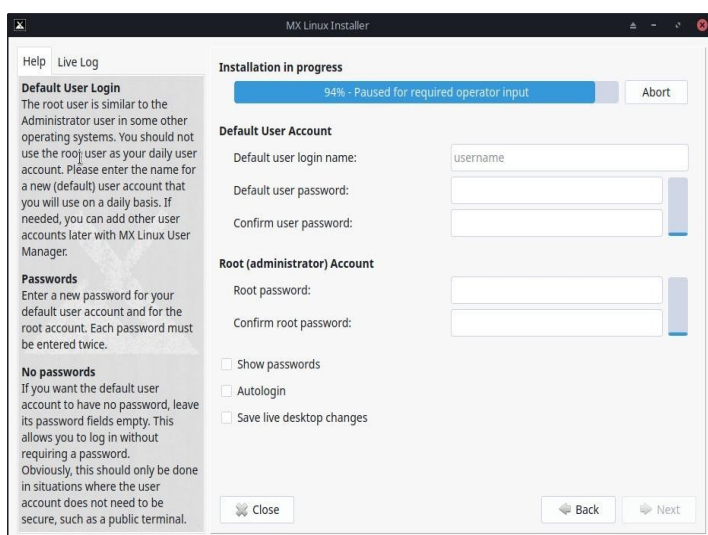 MX Linux Installer
Help Live Log
Default User Login
The root user is similar to the
Administrator user in some other
operating systems. You should not
use the root user as your daily user
account. Please enter the name for
a new (default) user account that
you will use on a daily basis. If
needed, you can add other user
accounts later with MX Linux User
Manager.
Passwords
Enter a new password for your
default user account and for the
root account. Each password must
be entered twice.
No passwords
If you want the default user
account to have no password, leave
its password fields empty. This
allows you to log in without
requiring a password.
Obviously, this should only be done
in situations where the user
account does not need to be
secure, such as a public terminal.
Installation in progress
94% - Paused for required operator input
Abort
Default User Account
Default user login name:
username
Default user password:
Confirm user password:
Root (administrator) Account
Root password:
Confirm root password:
Show passwords
Autologin
Save live desktop changes
Close
Back
Next